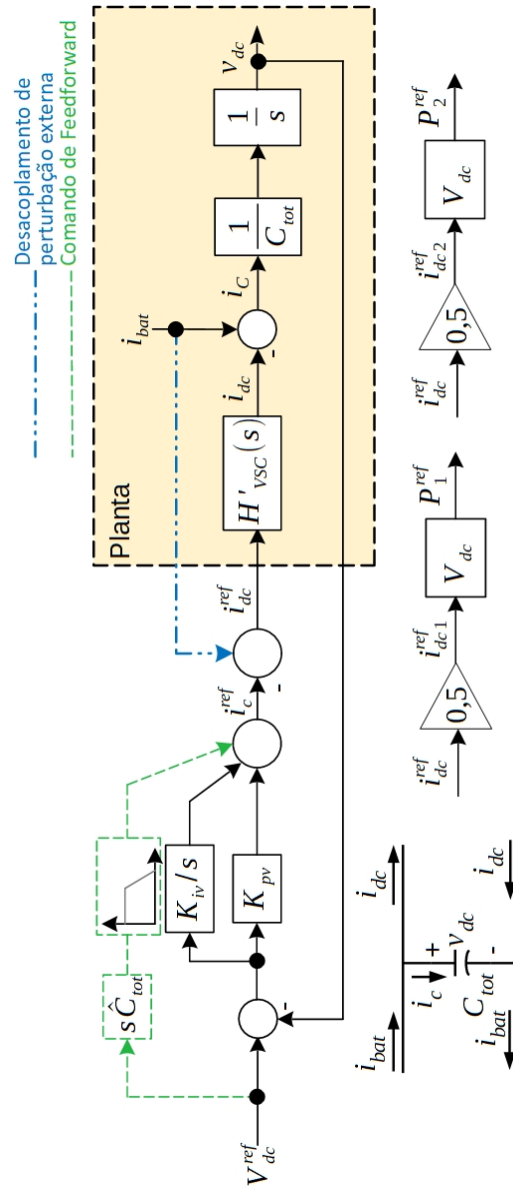 Desacoplamento de
perturbação externa
Comando de Feedforward
Planta
V_dc^ref
sĈ_tot
K_iv/s
K_pv
-
i_c^ref
-
i_dc^ref
H'_VSC(s)
i_dc
i_bat
-
i_C
1/C_tot
1/s
v_dc
i_bat
i_dc
i_c
+
v_dc
C_tot
-
i_bat
i_dc
i_dc^ref
0,5
i_dc1^ref
V_dc
P_1^ref
i_dc^ref
0,5
i_dc2^ref
V_dc
P_2^ref